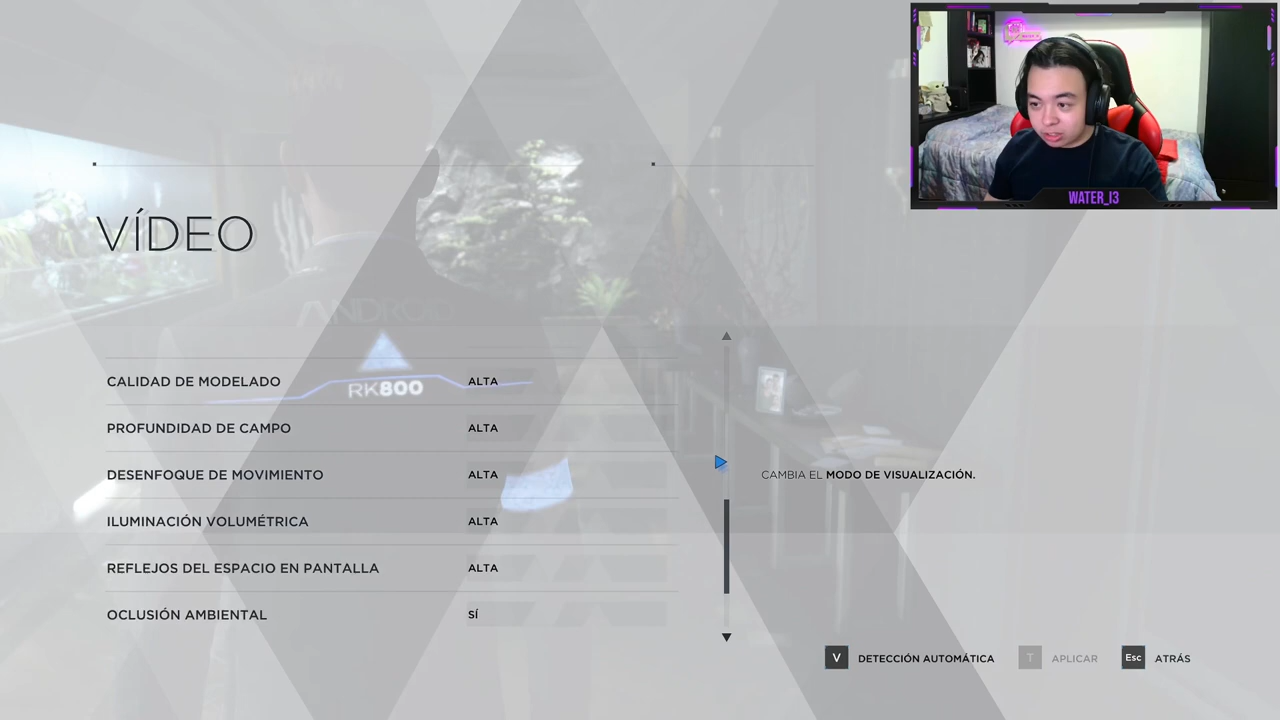 WATER_I3
VÍDEO
ANDROID
RK800
CALIDAD DE MODELADO ALTA
PROFUNDIDAD DE CAMPO ALTA
DESENFOQUE DE MOVIMIENTO ALTA
CAMBIA EL MODO DE VISUALIZACIÓN.
ILUMINACIÓN VOLUMÉTRICA ALTA
REFLEJOS DEL ESPACIO EN PANTALLA ALTA
OCLUSIÓN AMBIENTAL SÍ
V DETECCIÓN AUTOMÁTICA T APLICAR Esc ATRÁS